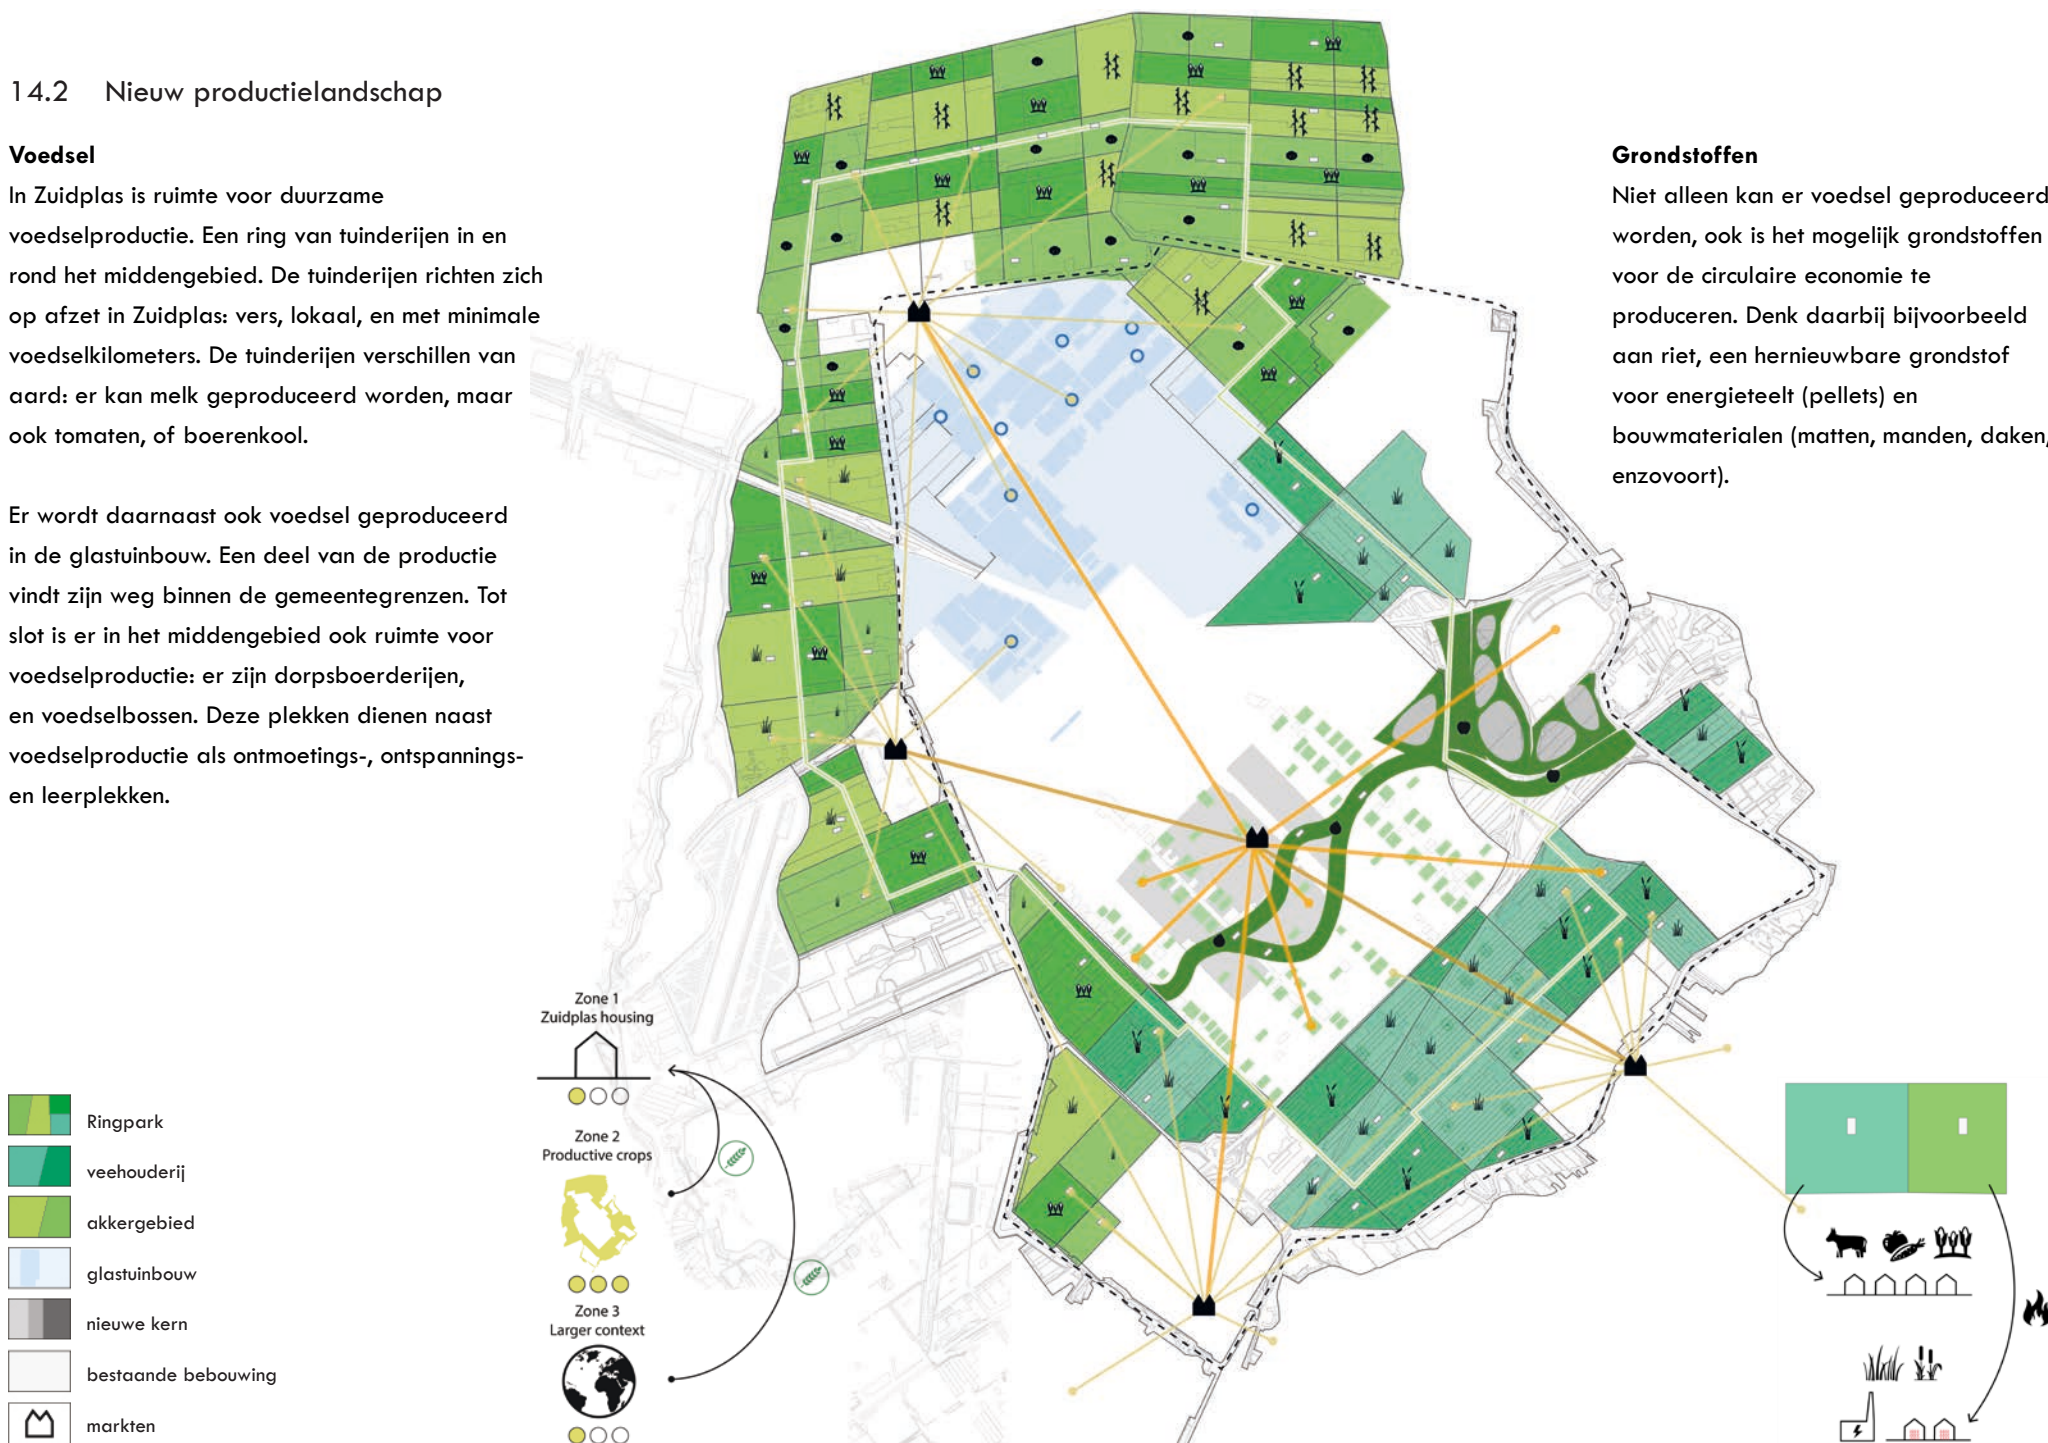 14.2 Nieuw productielandschap
Voedsel
In Zuidplas is ruimte voor duurzame
voedselproductie. Een ring van tuinderijen in en
rond het middengebied. De tuinderijen richten zich
op afzet in Zuidplas: vers, lokaal, en met minimale
voedselkilometers. De tuinderijen verschillen van
aard: er kan melk geproduceerd worden, maar
ook tomaten, of boerenkool.
Er wordt daarnaast ook voedsel geproduceerd
in de glastuinbouw. Een deel van de productie
vindt zijn weg binnen de gemeentegrenzen. Tot
slot is er in het middengebied ook ruimte voor
voedselproductie: er zijn dorpsboerderijen,
en voedselbossen. Deze plekken dienen naast
voedselproductie als ontmoetings-, ontspannings-
en leerplekken.
Grondstoffen
Niet alleen kan er voedsel geproduceerd
worden, ook is het mogelijk grondstoffen
voor de circulaire economie te
produceren. Denk daarbij bijvoorbeeld
aan riet, een hernieuwbare grondstof
voor energieteelt (pellets) en
bouwmaterialen (matten, manden, daken,
enzovoort).
Ringpark
veehouderij
akkergebied
glastuinbouw
nieuwe kern
bestaande bebouwing
markten
Zone 1
Zuidplas housing
Zone 2
Productive crops
Zone 3
Larger context